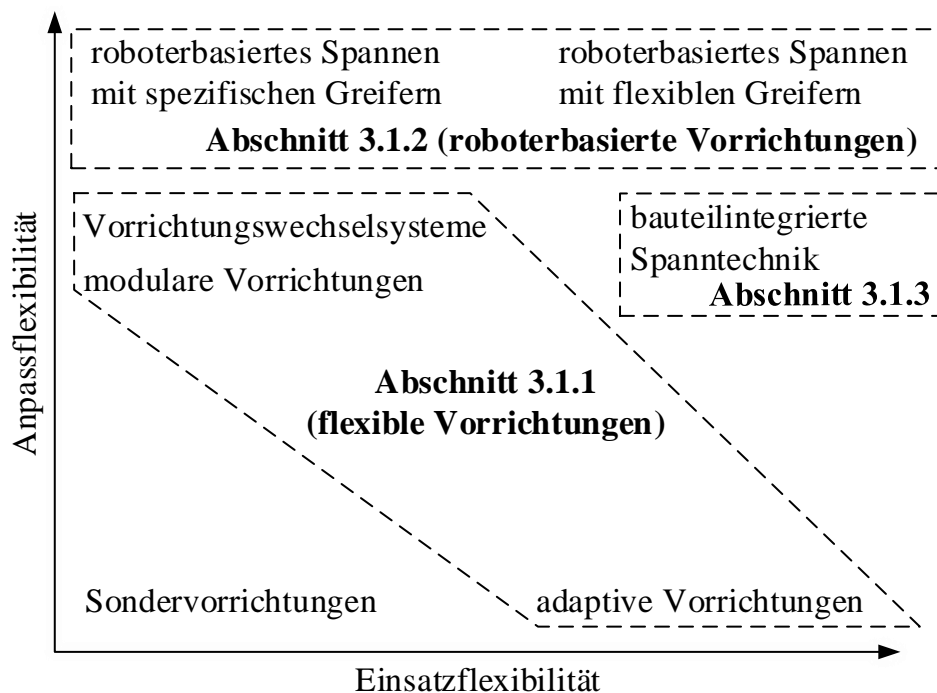 roboterbasiertes Spannen
mit spezifischen Greifern
roboterbasiertes Spannen
mit flexiblen Greifern
Abschnitt 3.1.2 (roboterbasierte Vorrichtungen)
Vorrichtungswechselsysteme
modulare Vorrichtungen
bauteilintegrierte
Spanntechnik
Abschnitt 3.1.3
Abschnitt 3.1.1
(flexible Vorrichtungen)
Sondervorrichtungen
adaptive Vorrichtungen
Anpassflexibilität
Einsatzflexibilität